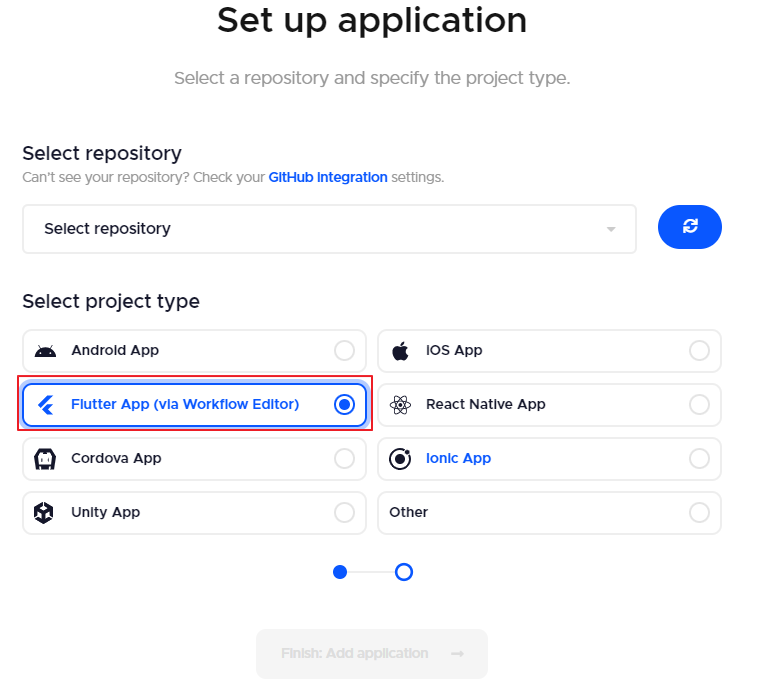 Set up application
Select a repository and specify the project type.
Select repository
Can't see your repository? Check your GitHub integration settings.
Select repository
Select project type
Android App
iOS App
Flutter App (via Workflow Editor)
React Native App
Cordova App
Ionic App
Unity App
Other
Finish: Add application